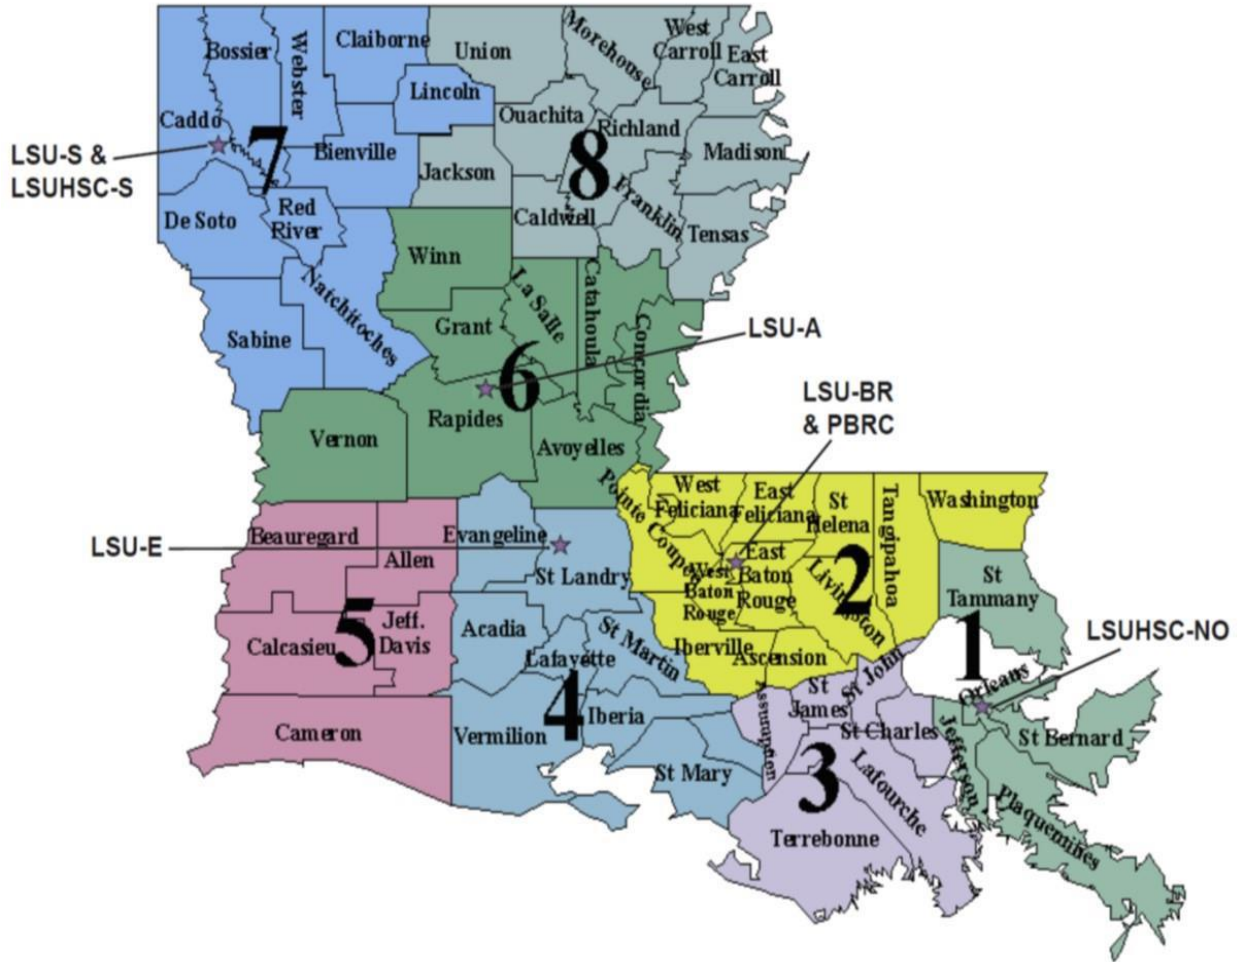 Bossier
Webster
Claiborne
Union
Morehouse
West
Carroll
East
Carroll
Lincoln
Caddo
Ouachita
Richland
LSU-S &
LSUHSC-S
7
Bienville
8
Madison
Jackson
Franklin
De Soto
Red
River
Caldwell
Tensas
Winn
Natchitoches
La Salle
Catahoula
Sabine
Grant
Concordia
LSU-A
6
Rapides
LSU-BR
& PBRC
Vernon
Avoyelles
Pointe Coupee
West
Feliciana
East
Feliciana
St
Helena
Tangipahoa
Washington
Beauregard
Evangeline
LSU-E
Allen
St Landry
West
Baton
Rouge
East
Baton
Rouge
Livingston
2
St
Tammany
5
Calcasieu
Jeff.
Davis
Acadia
Lafayette
St Martin
Iberville
Ascension
1
LSUHSC-NO
St John
Orleans
Cameron
Vermilion
4
Iberia
Assumption
St
James
St Charles
Jefferson
St Bernard
St Mary
3
Lafourche
Plaquemines
Terrebonne